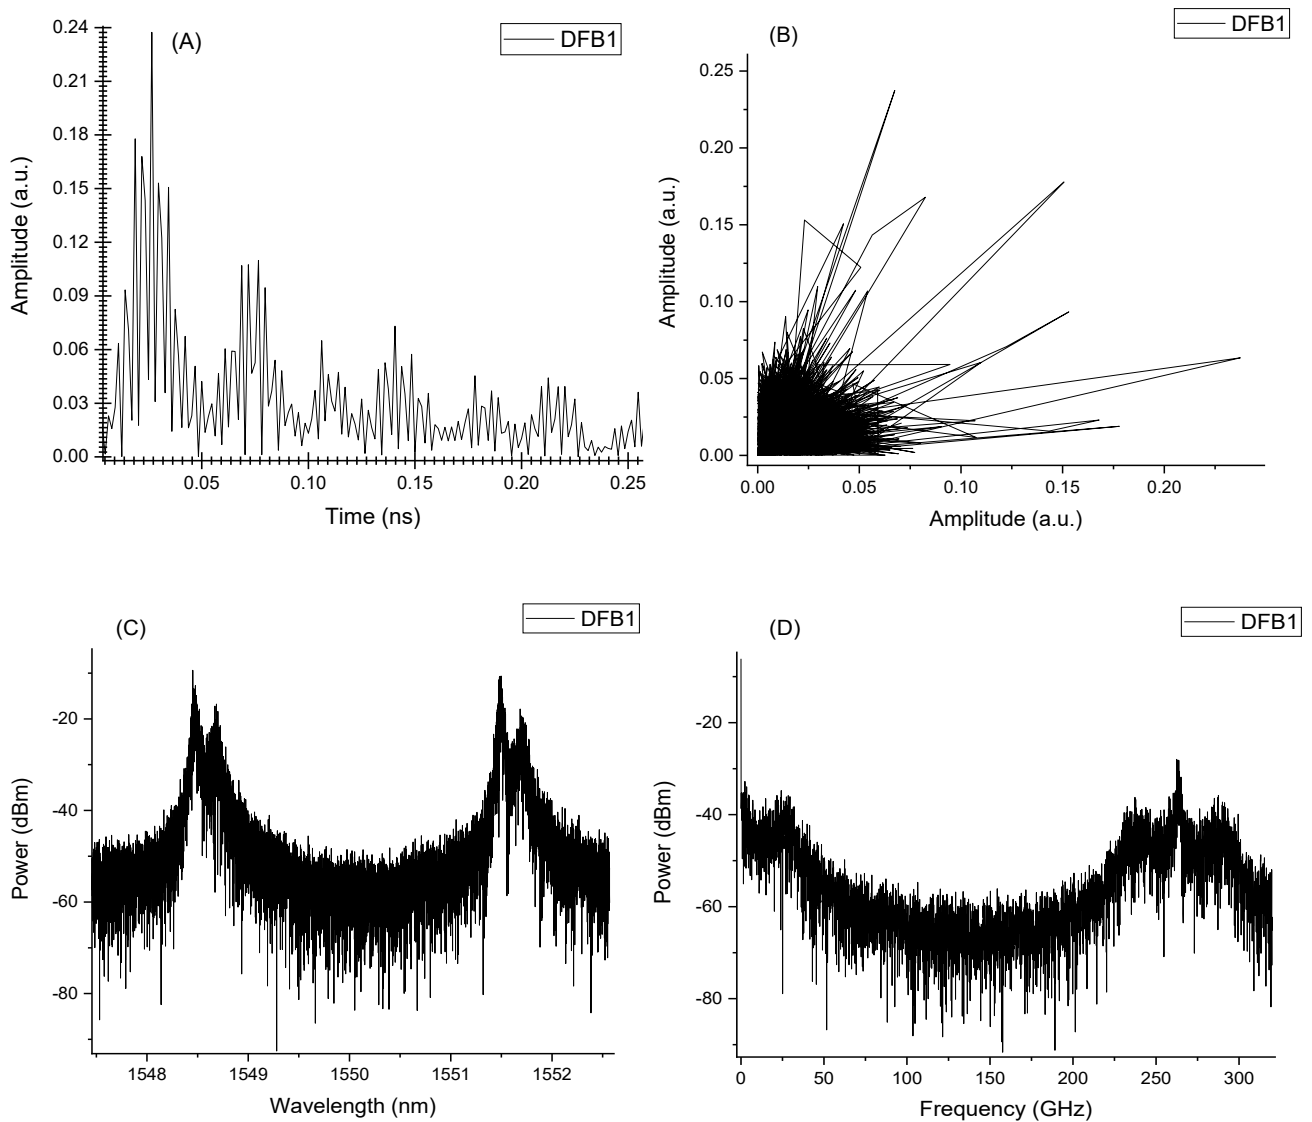 (A)
DFB1
0.24
0.21
0.18
0.15
0.12
0.09
0.06
0.03
0.00
Amplitude (a.u.)
0.05
0.10
0.15
0.20
0.25
Time (ns)
(B)
DFB1
0.25
0.20
0.15
0.10
0.05
0.00
Amplitude (a.u.)
0.00
0.05
0.10
0.15
0.20
Amplitude (a.u.)
(C)
DFB1
-20
-40
-60
-80
Power (dBm)
1548
1549
1550
1551
1552
Wavelength (nm)
(D)
DFB1
-20
-40
-60
-80
Power (dBm)
0
50
100
150
200
250
300
Frequency (GHz)